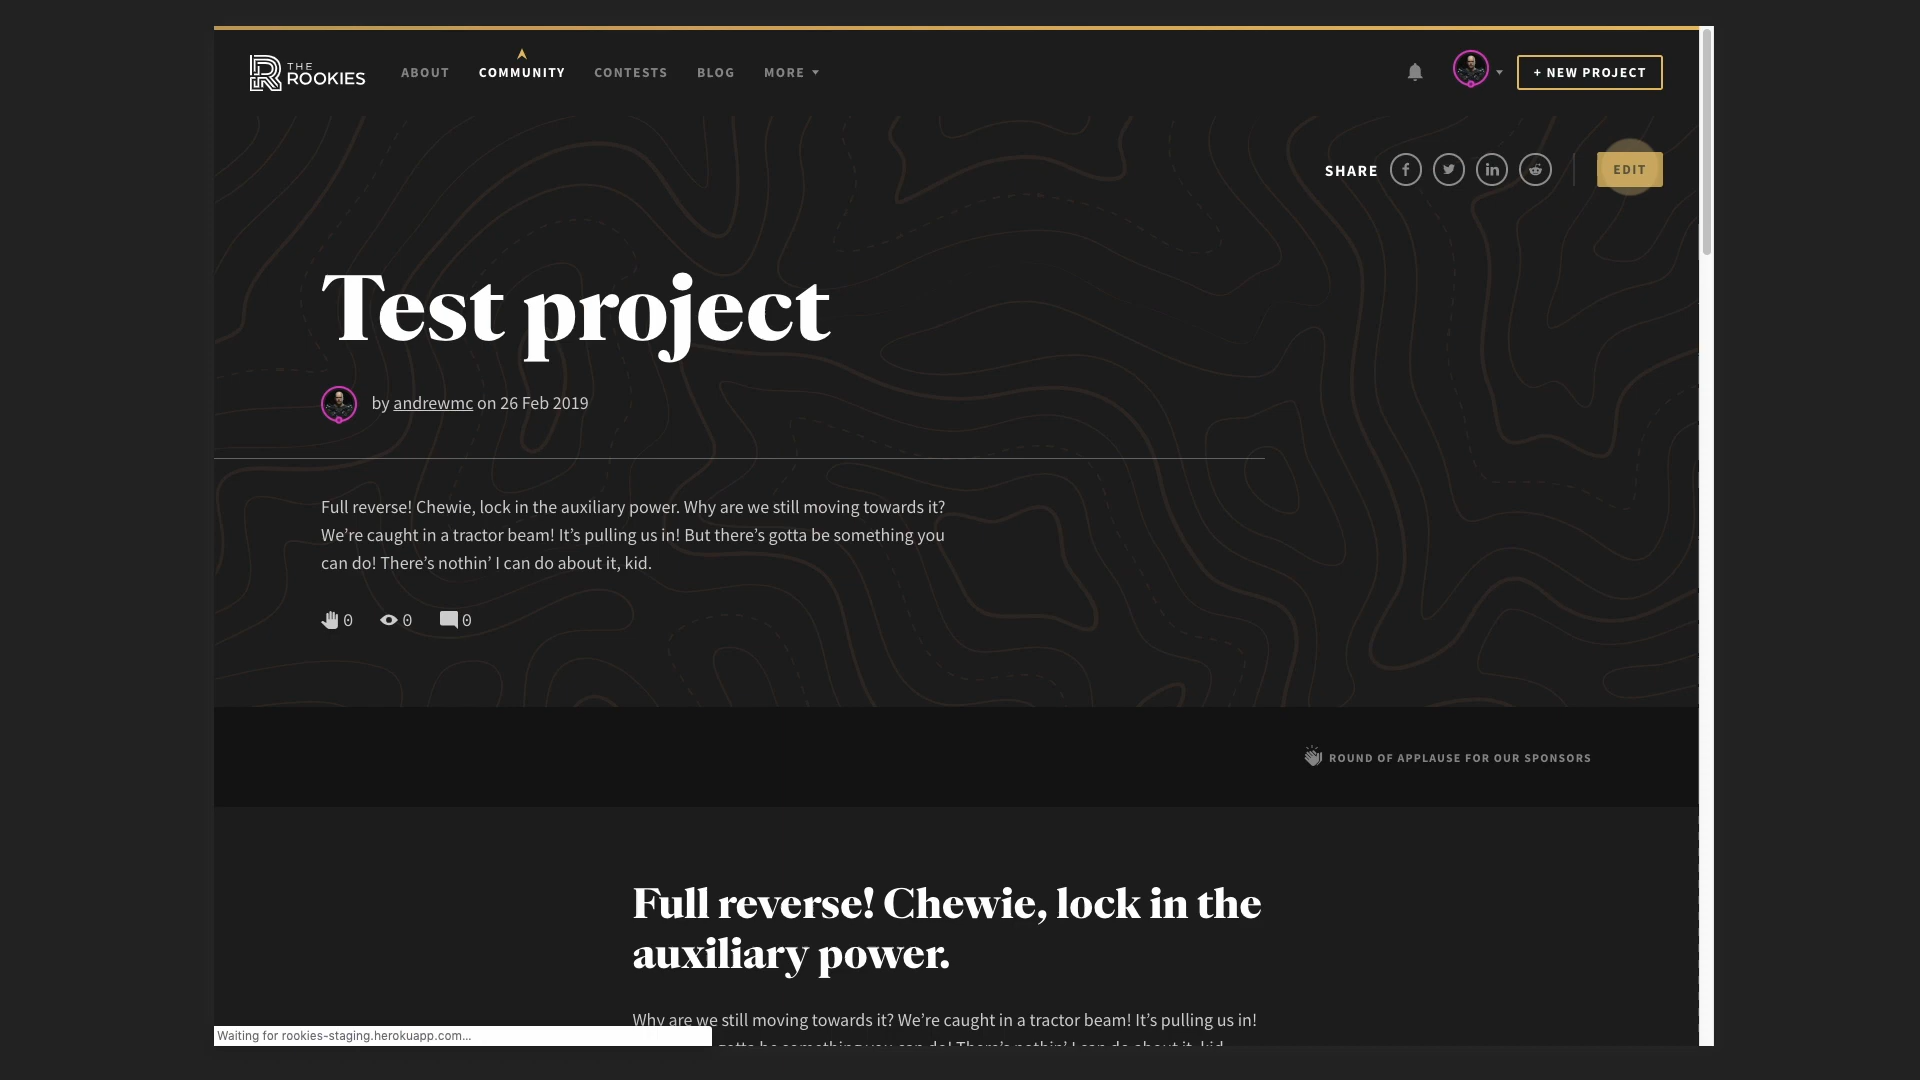 THE
ROOKIES
ABOUT
COMMUNITY
CONTESTS
BLOG
MORE
+ NEW PROJECT
SHARE
EDIT
Test project
by andrewmc on 26 Feb 2019
Full reverse! Chewie, lock in the auxiliary power. Why are we still moving towards it?
We’re caught in a tractor beam! It’s pulling us in! But there’s gotta be something you
can do! There’s nothin’ I can do about it, kid.
0
0
0
ROUND OF APPLAUSE FOR OUR SPONSORS
Full reverse! Chewie, lock in the
auxiliary power.
Why are we still moving towards it? We’re caught in a tractor beam! It’s pulling us in!
gotta be something you can do! There’s nothin’ I can do about it, kid.
Waiting for rookies-staging.herokuapp.com...